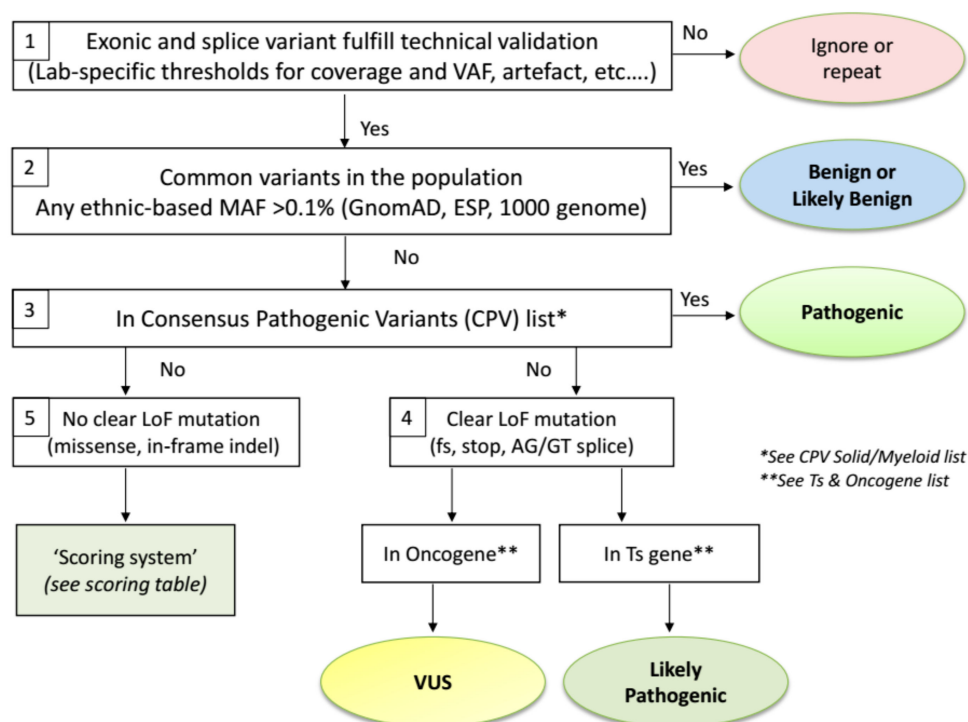 1
Exonic and splice variant fulfill technical validation
(Lab-specific thresholds for coverage and VAF, artefact, etc....)
No
Ignore or
repeat
Yes
2
Common variants in the population
Any ethnic-based MAF >0.1% (GnomAD, ESP, 1000 genome)
Yes
Benign or
Likely Benign
No
3
In Consensus Pathogenic Variants (CPV) list*
Yes
Pathogenic
No
No
5
No clear LoF mutation
(missense, in-frame indel)
4
Clear LoF mutation
(fs, stop, AG/GT splice)
*See CPV Solid/Myeloid list
**See Ts & Oncogene list
'Scoring system'
(see scoring table)
In Oncogene**
In Ts gene**
VUS
Likely
Pathogenic